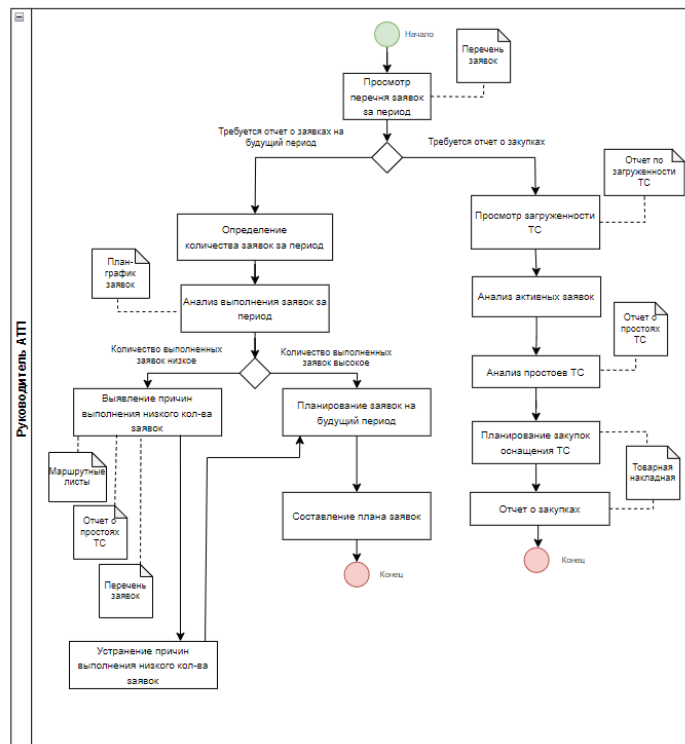 Руководитель АТП
Начало
Перечень
заявок
Просмотр
перечня заявок
за период
Требуется отчет о заявках на
будущий период
Требуется отчет о закупках
Отчет по
загруженности
ТС
Определение
количества заявок за период
Просмотр загруженности
ТС
План-
график
заявок
Анализ выполнения заявок за
период
Анализ активных заявок
Отчет о
простоях
ТС
Количество выполненных
заявок низкое
Количество выполненных
заявок высокое
Анализ простоев ТС
Выявление причин
выполнения низкого кол-ва
заявок
Планирование заявок на
будущий период
Планирование закупок
оснащения ТС
Маршрутные
листы
Товарная
накладная
Отчет о
простоях
ТС
Составление плана заявок
Отчет о закупках
Перечень
заявок
Конец
Конец
Устранение причин
выполнения низкого кол-ва
заявок